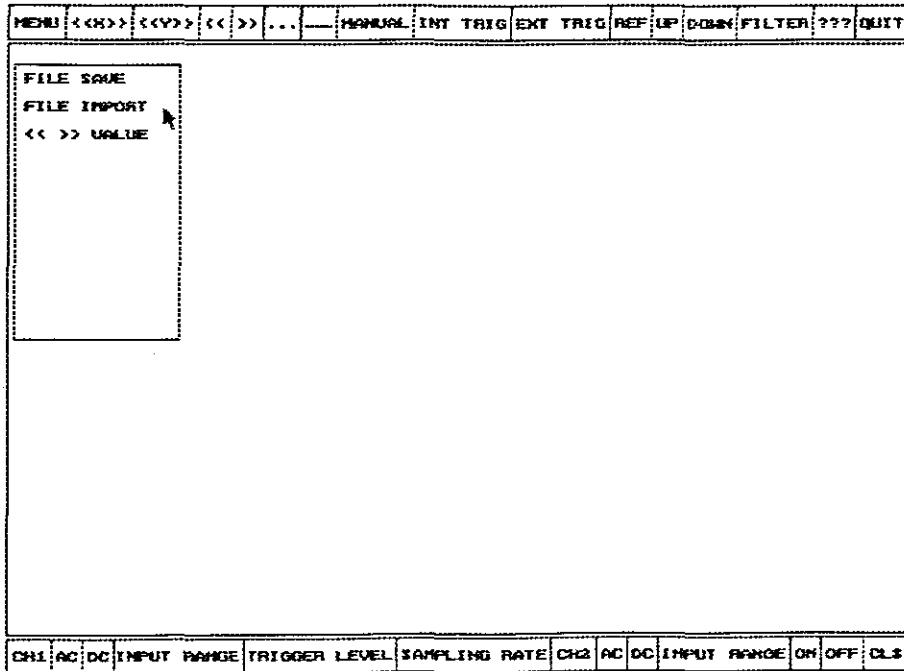 MENU <<X>> <<Y>> << >> ... __ MANUAL INT TRIG EXT TRIG REF UP DOWN FILTER ??? QUIT
FILE SAVE
FILE IMPORT
<< >> VALUE
CH1 AC DC INPUT RANGE TRIGGER LEVEL SAMPLING RATE CH2 AC DC INPUT RANGE ON OFF CLS